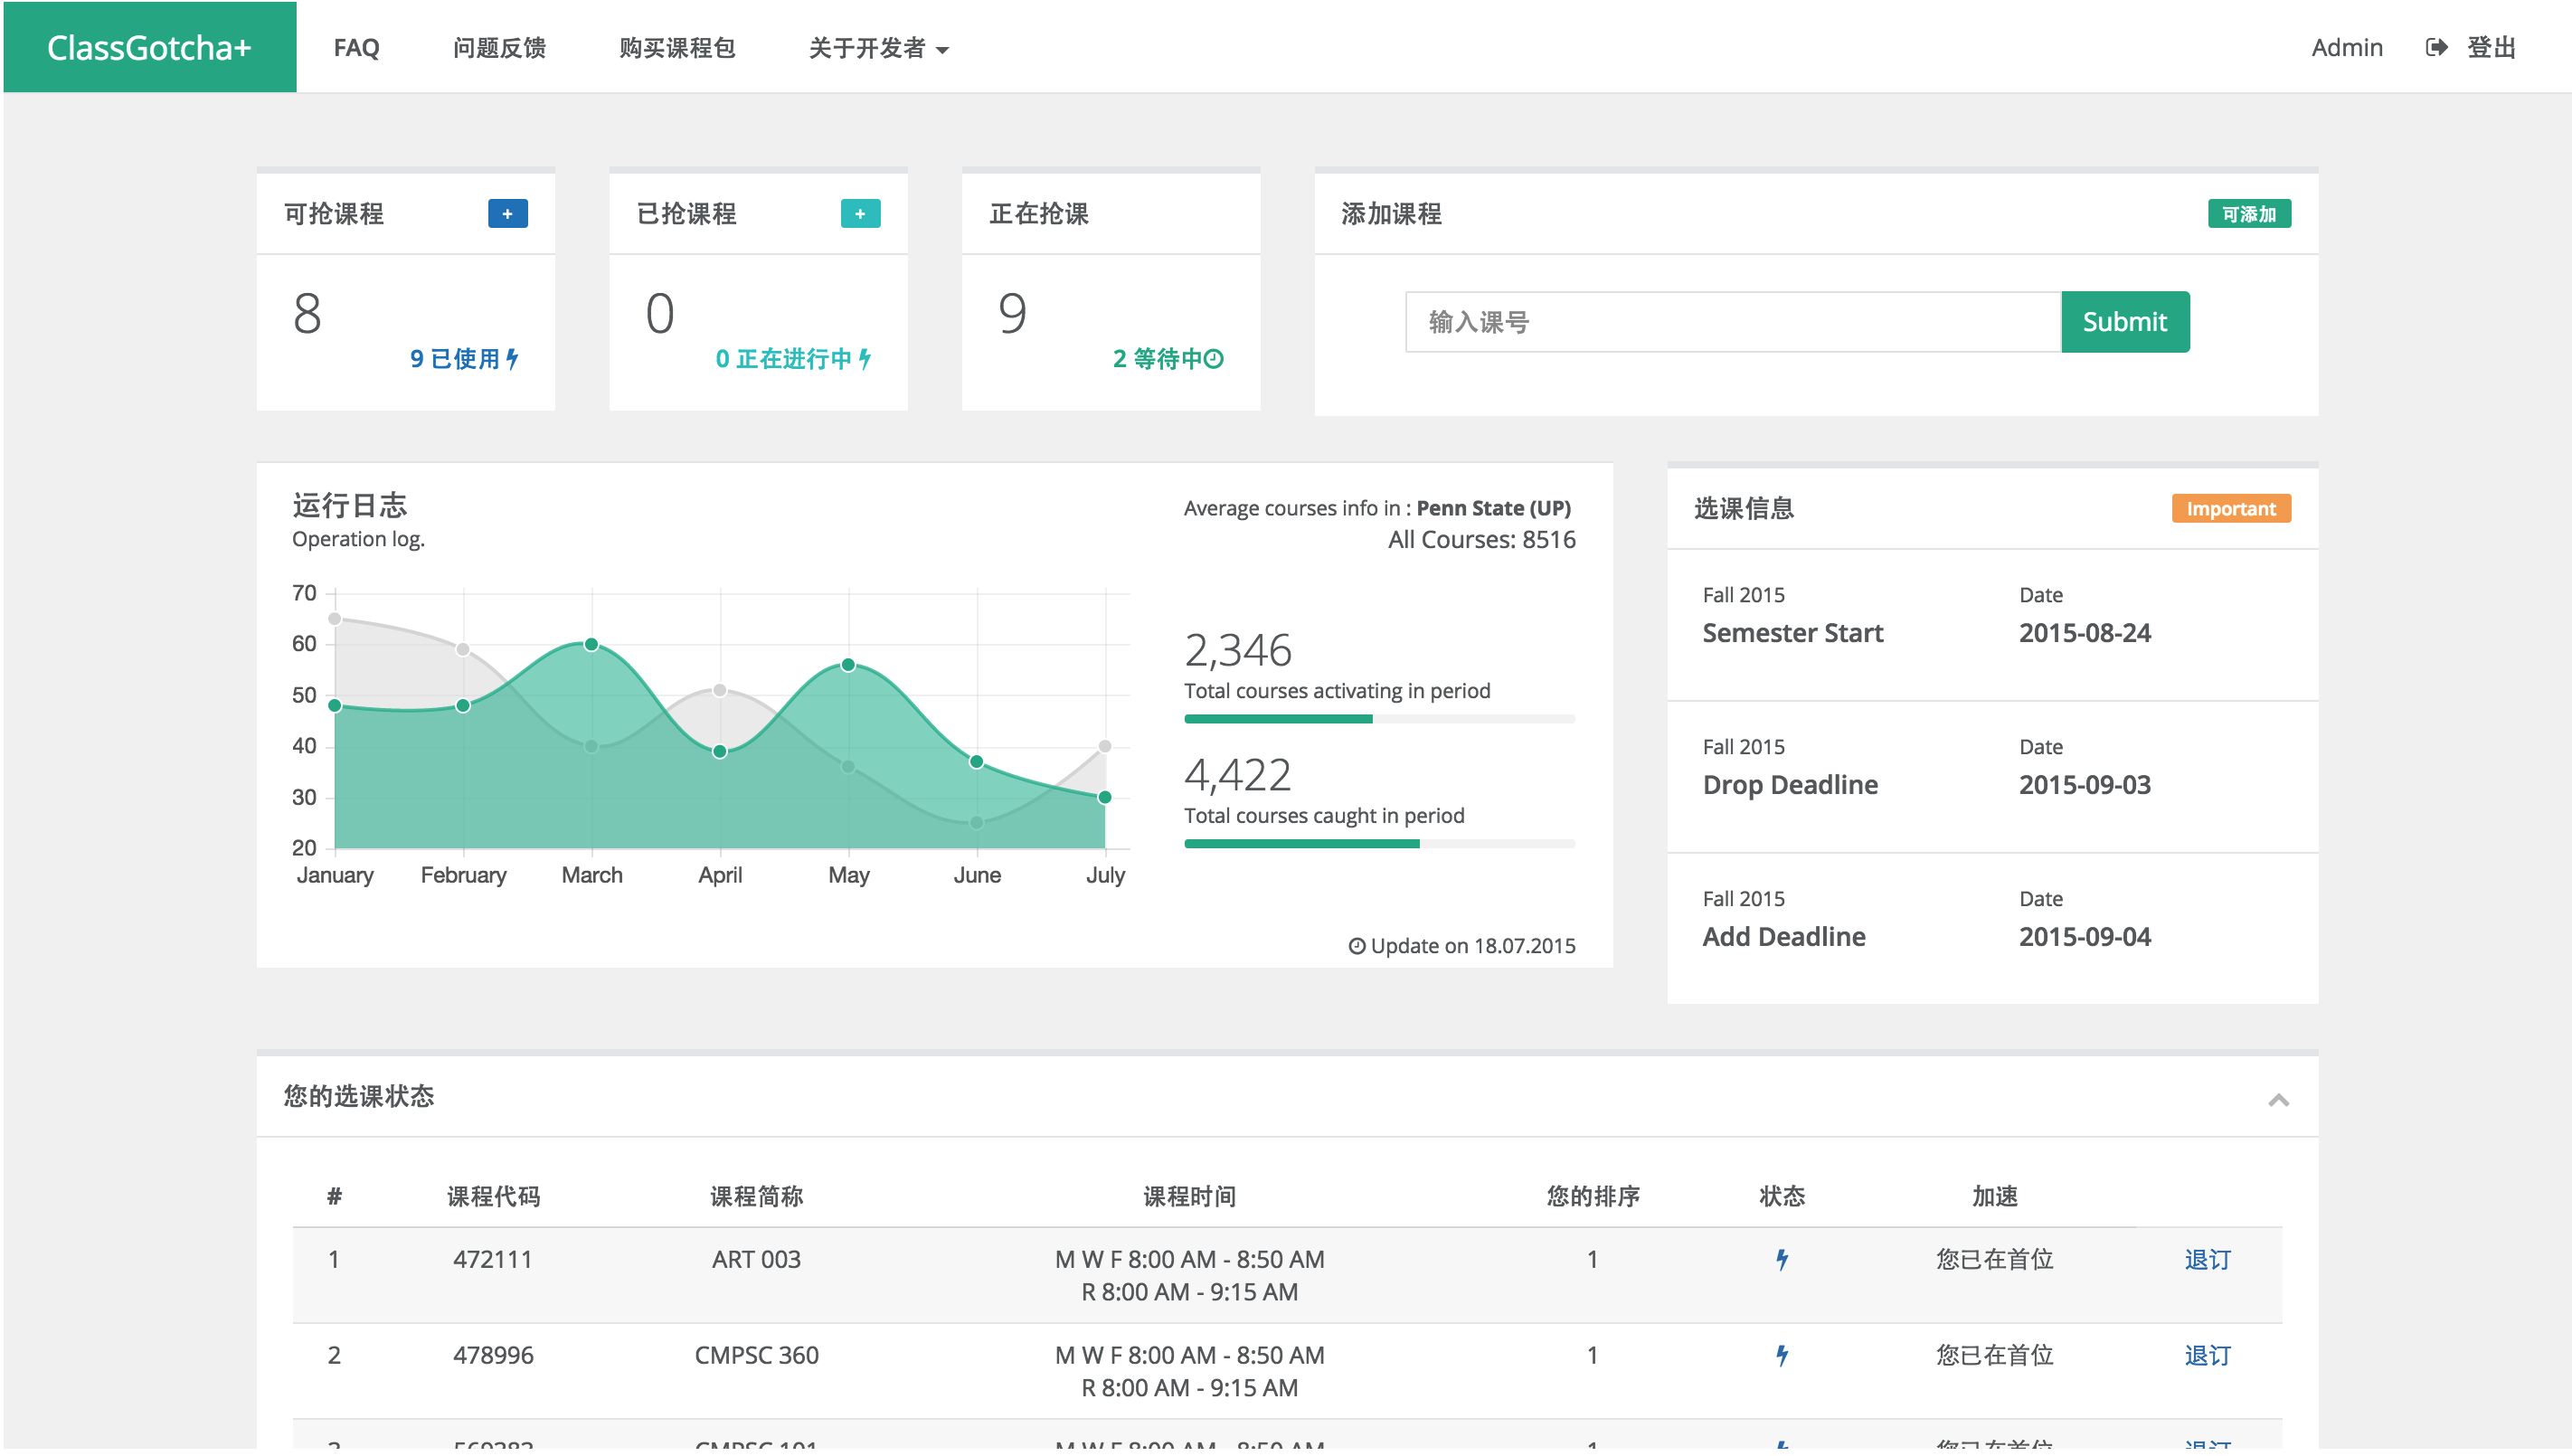 ClassGotcha+
FAQ
问题反馈
购买课程包
关于开发者
Admin
登出
可抢课程
+
8
9 已使用
已抢课程
+
0
0 正在进行中
正在抢课
9
2 等待中
添加课程
可添加
输入课号
Submit
运行日志
Operation log.
Average courses info in : Penn State (UP)
All Courses: 8516
70
60
50
40
30
20
January
February
March
April
May
June
July
2,346
Total courses activating in period
4,422
Total courses caught in period
Update on 18.07.2015
选课信息
Important
Fall 2015
Date
Semester Start
2015-08-24
Fall 2015
Date
Drop Deadline
2015-09-03
Fall 2015
Date
Add Deadline
2015-09-04
您的选课状态
# 课程代码 课程简称 课程时间 您的排序 状态 加速
1 472111 ART 003 M W F 8:00 AM - 8:50 AM 1 您已在首位 退订
R 8:00 AM - 9:15 AM
2 478996 CMPSC 360 M W F 8:00 AM - 8:50 AM 1 您已在首位 退订
R 8:00 AM - 9:15 AM